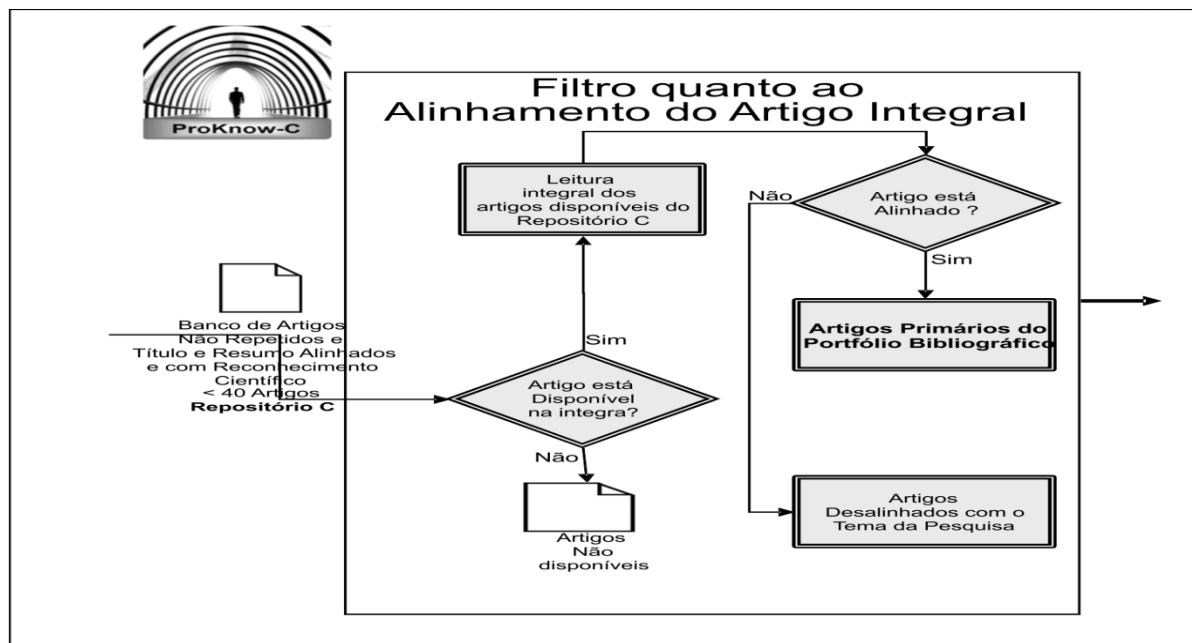 ProKnow-C
Filtro quanto ao
Alinhamento do Artigo Integral
Leitura
integral dos
artigos disponíveis do
Repositório C
Não
Artigo está
Alinhado ?
Sim
Artigos Primários do
Portfólio Bibliográfico
Banco de Artigos
Não Repetidos e
Título e Resumo Alinhados
e com Reconhecimento
Científico
< 40 Artigos
Repositório C
Sim
Artigo está
Disponível
na integra?
Não
Artigos
Não
disponíveis
Artigos
Desalinhados com o
Tema da Pesquisa